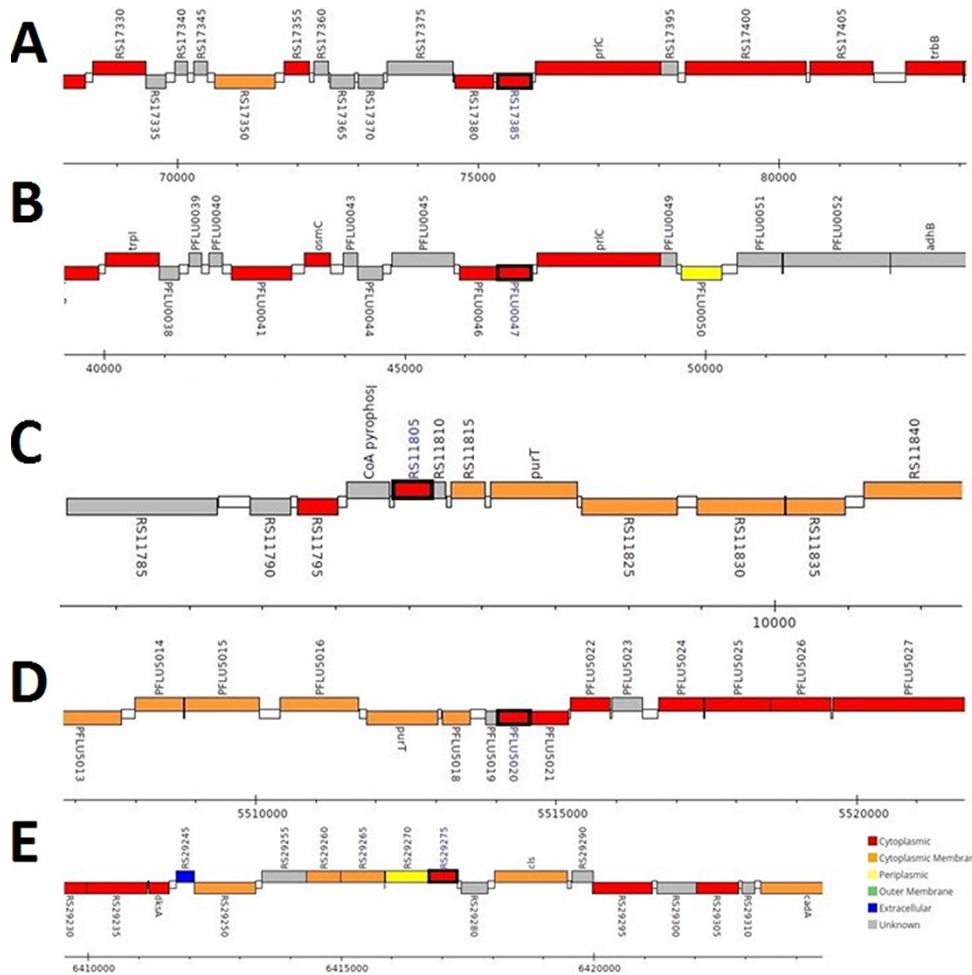 A
RS17330
RS17340
RS17345
RS17355
RS17360
RS17375
prlC
RS17395
RS17400
RS17405
trbB
RS17335
RS17350
RS17365
RS17370
RS17380
RS17385
70000
75000
80000
B
trpI
PFLU0039
PFLU0040
osmC
PFLU0043
PFLU0045
prlC
PFLU0049
PFLU0051
PFLU0052
adhB
PFLU0038
PFLU0041
PFLU0044
PFLU0046
PFLU0047
PFLU0050
40000
45000
50000
C
CoA pyrophosp
RS11805
RS11810
RS11815
purT
RS11840
RS11785
RS11790
RS11795
RS11825
RS11830
RS11835
10000
D
PFLU5014
PFLU5015
PFLU5016
PFLU5022
PFLU5023
PFLU5024
PFLU5025
PFLU5026
PFLU5027
PFLU5013
purT
PFLU5018
PFLU5019
PFLU5020
PFLU5021
5510000
5515000
5520000
E
RS29245
RS29255
RS29260
RS29265
RS29270
RS29275
cls
RS29290
RS29230
RS29235
dksA
RS29250
RS29280
RS29295
RS29300
RS29305
RS29310
cadA
6410000
6415000
6420000
Cytoplasmic
Cytoplasmic Membran
Periplasmic
Outer Membrane
Extracellular
Unknown